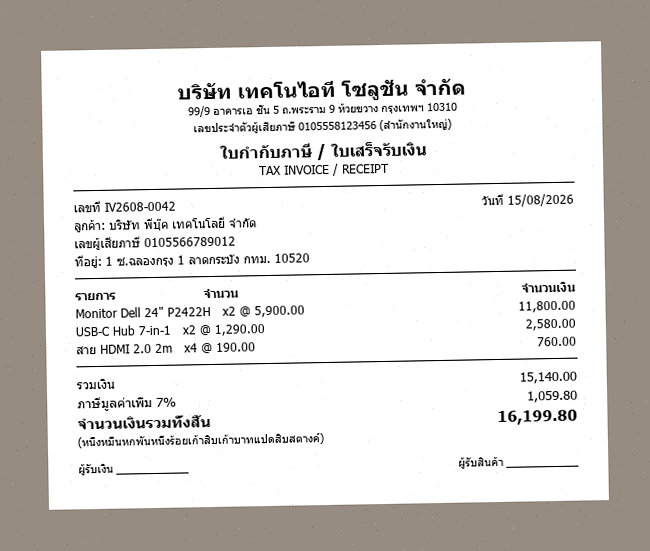 บริษัท เทคโนไอที โซลูชัน จำกัด
99/9 อาคารเอ ชั้น 5 ถ.พระราม 9 ห้วยขวาง กรุงเทพฯ 10310
เลขประจำตัวผู้เสียภาษี 0105558123456 (สำนักงานใหญ่)
ใบกำกับภาษี / ใบเสร็จรับเงิน
TAX INVOICE / RECEIPT
เลขที่ IV2608-0042 วันที่ 15/08/2026
ลูกค้า: บริษัท พีบุ๊ค เทคโนโลยี จำกัด
เลขผู้เสียภาษี 0105566789012
ที่อยู่: 1 ซ.ฉลองกรุง 1 ลาดกระบัง กทม. 10520
รายการ จำนวน จำนวนเงิน
Monitor Dell 24" P2422H x2 @ 5,900.00 11,800.00
USB-C Hub 7-in-1 x2 @ 1,290.00 2,580.00
สาย HDMI 2.0 2m x4 @ 190.00 760.00
รวมเงิน 15,140.00
ภาษีมูลค่าเพิ่ม 7% 1,059.80
จำนวนเงินรวมทั้งสิ้น 16,199.80
(หนึ่งหมื่นหกพันหนึ่งร้อยเก้าสิบเก้าบาทแปดสิบสตางค์)
ผู้รับเงิน ____________ ผู้รับสินค้า ____________